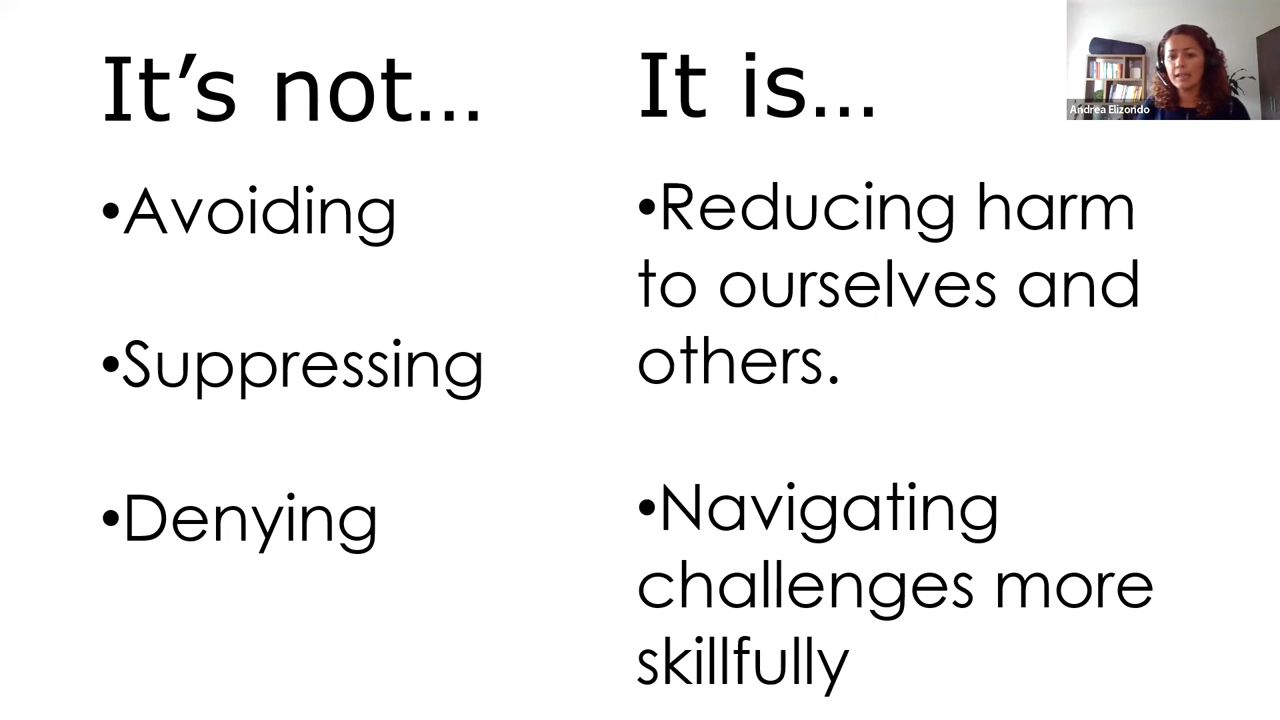 It’s not…
•Avoiding
•Suppressing
•Denying
It is…
•Reducing harm
to ourselves and
others.
•Navigating
challenges more
skillfully
Andrea Elizondo